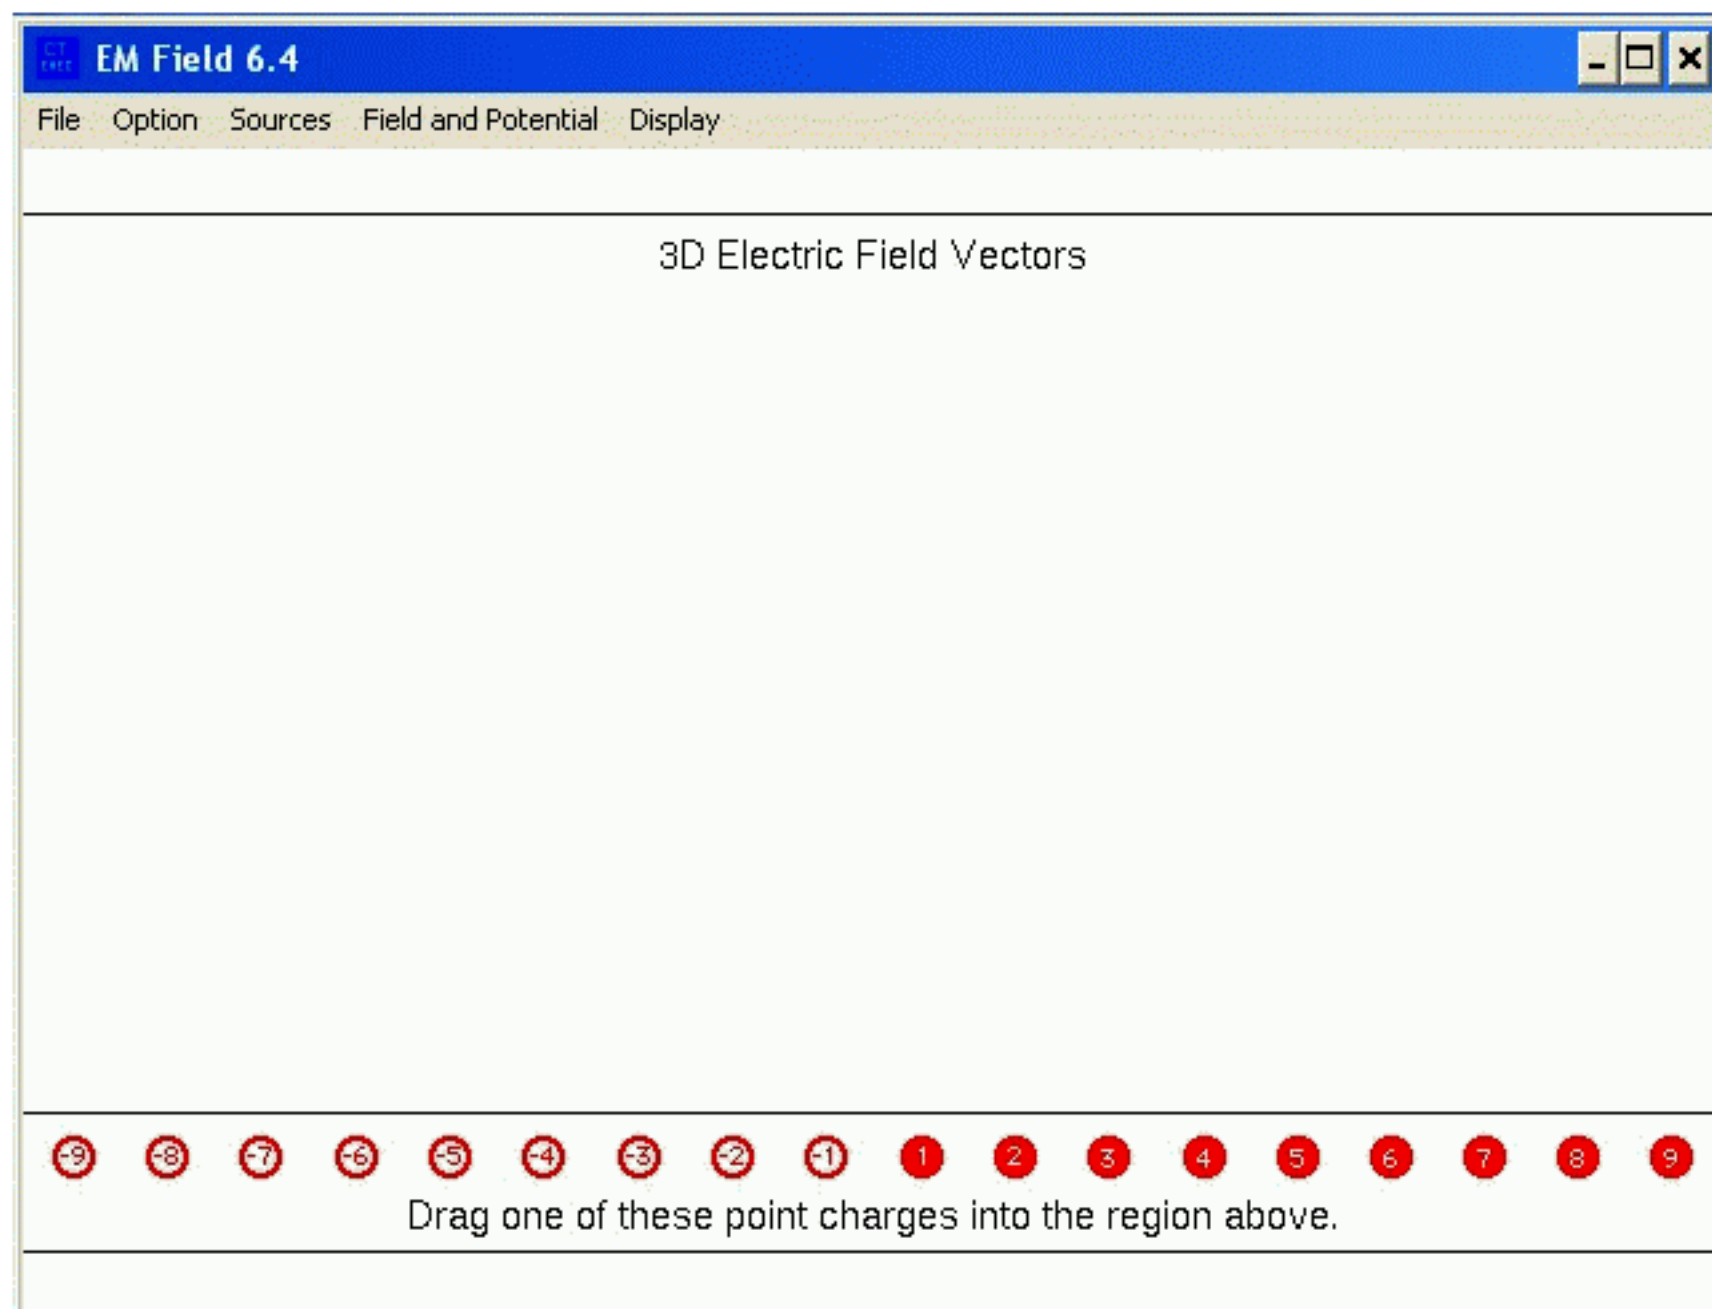 EM Field 6.4
File Option Sources Field and Potential Display
3D Electric Field Vectors
-9 -8 -7 -6 -5 -4 -3 -2 -1 1 2 3 4 5 6 7 8 9
Drag one of these point charges into the region above.